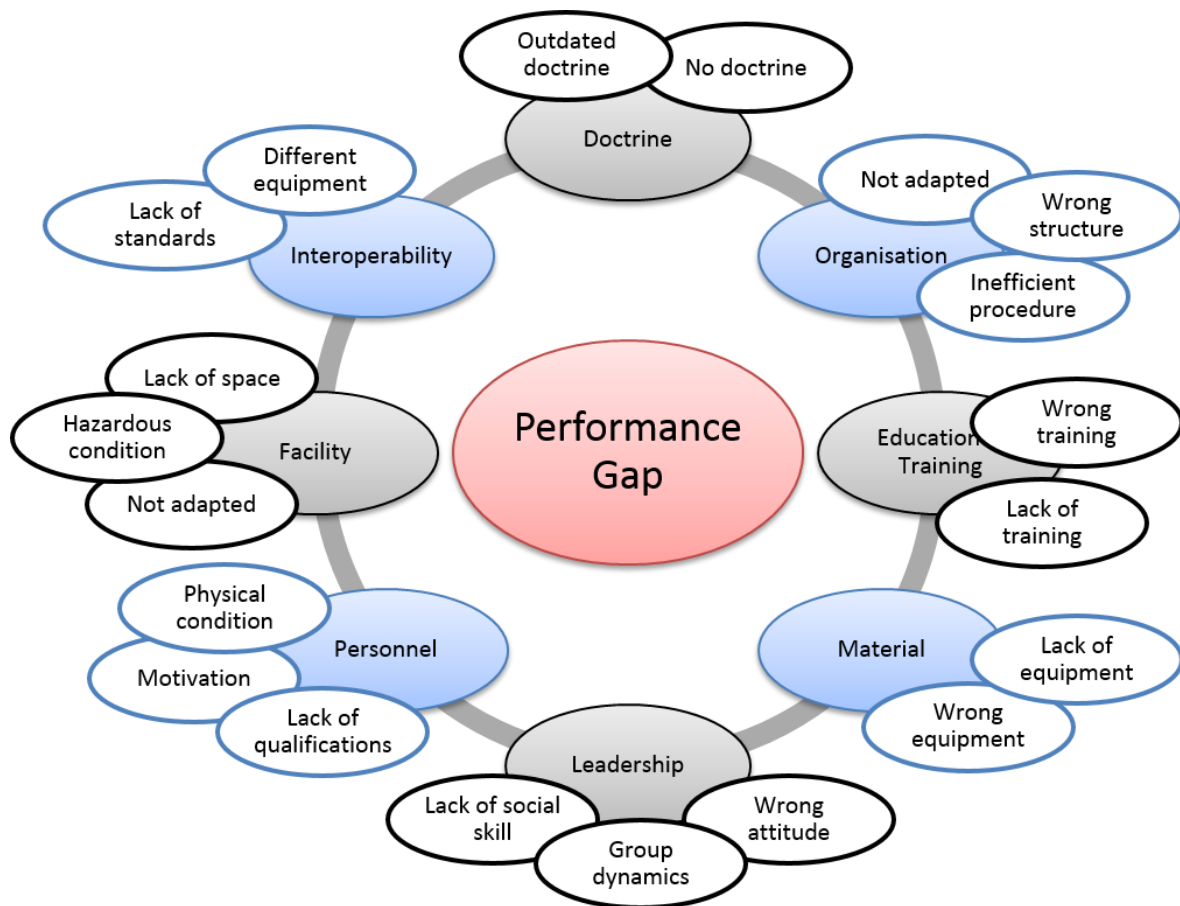 Outdated
doctrine
No doctrine
Doctrine
Different
equipment
Lack of
standards
Interoperability
Not adapted
Wrong
structure
Organisation
Inefficient
procedure
Lack of space
Hazardous
condition
Facility
Not adapted
Performance
Gap
Wrong
training
Education
Training
Lack of
training
Physical
condition
Personnel
Motivation
Lack of
qualifications
Material
Lack of
equipment
Wrong
equipment
Leadership
Lack of social
skill
Wrong
attitude
Group
dynamics